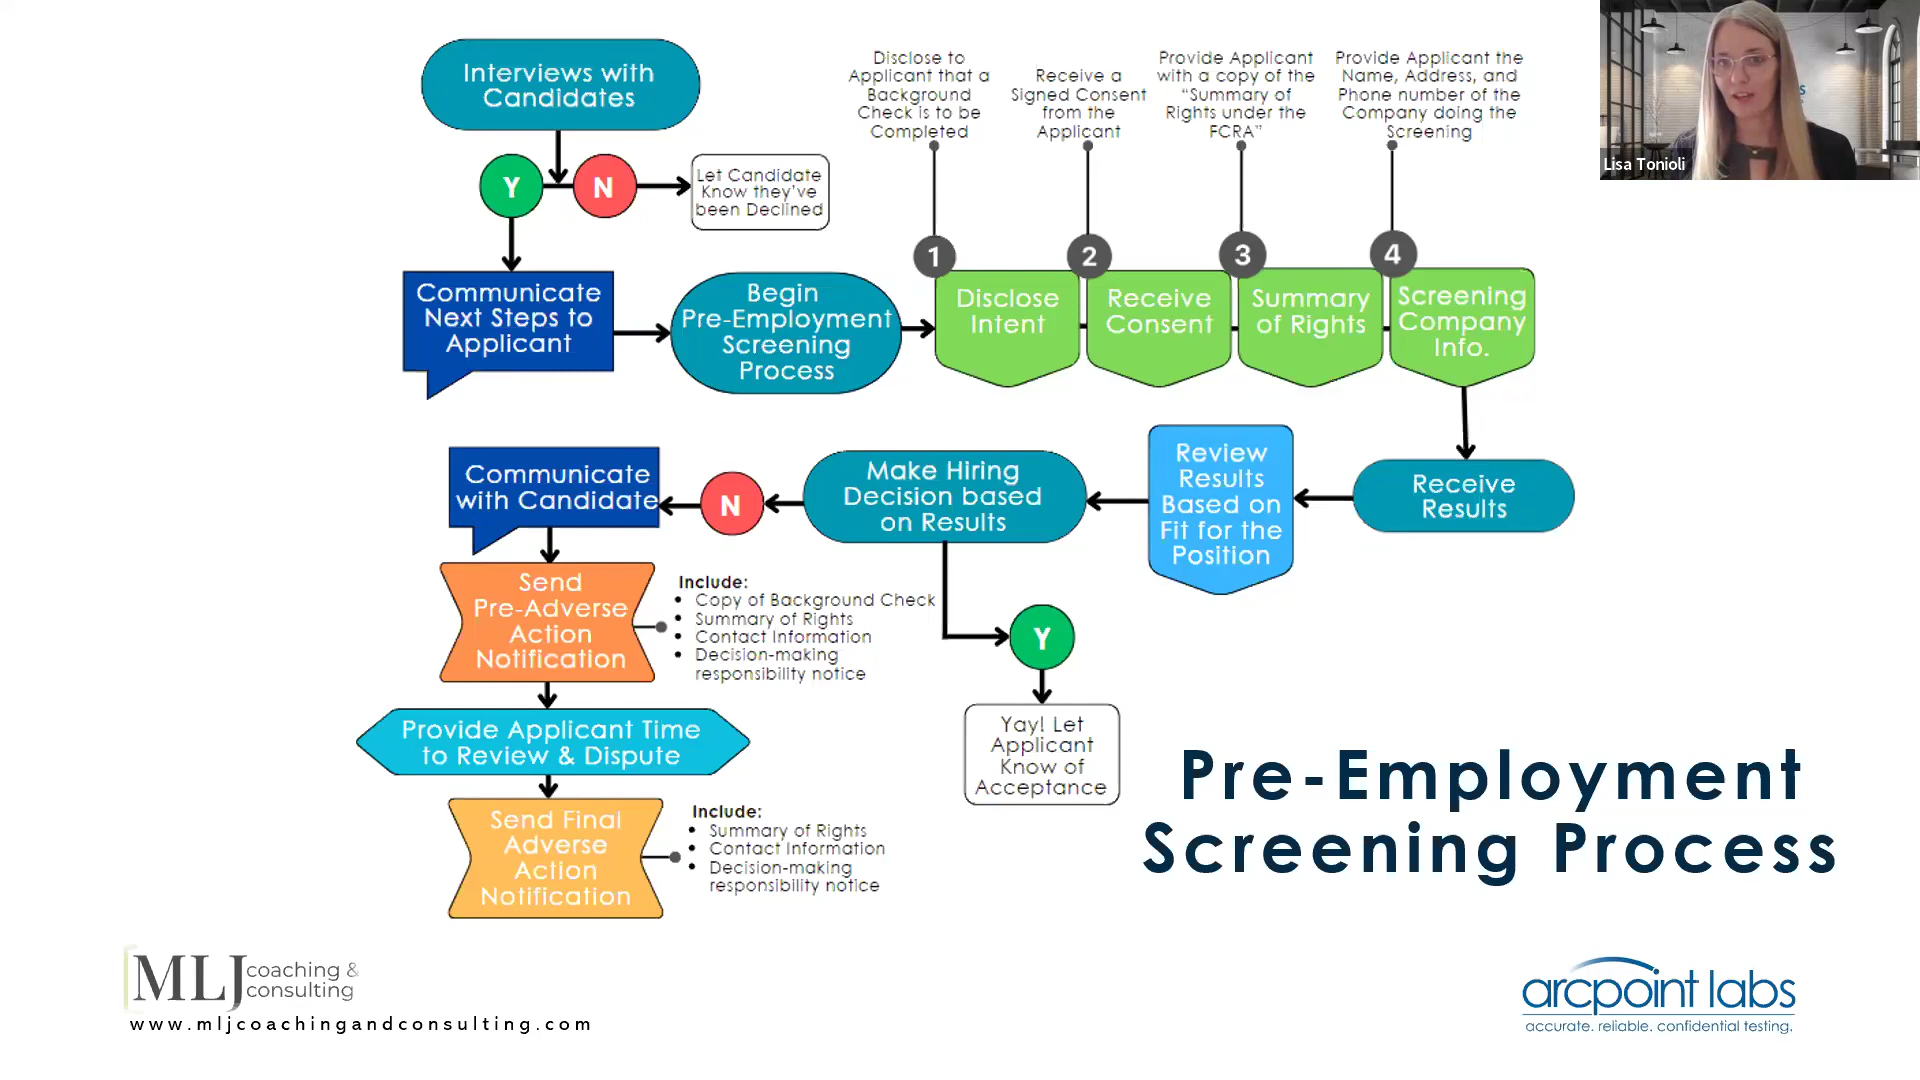 Interviews with
Candidates
Y
N
Let Candidate
Know they've
been Declined
Disclose to
Applicant that a
Background
Check is to be
Completed
Receive a
Signed Consent
from the
Applicant
Provide Applicant
with a copy of the
“Summary of
Rights under the
FCRA”
Provide Applicant the
Name, Address, and
Phone number of the
Company doing the
Screening
Lisa Tonioli
Communicate
Next Steps to
Applicant
Begin
Pre-Employment
Screening
Process
1
Disclose
Intent
2
Receive
Consent
3
Summary
of Rights
4
Screening
Company
Info.
Receive
Results
Review
Results
Based on
Fit for the
Position
Make Hiring
Decision based
on Results
N
Communicate
with Candidate
Send
Pre-Adverse
Action
Notification
Include:
• Copy of Background Check
• Summary of Rights
• Contact Information
• Decision-making
responsibility notice
Y
Yay! Let
Applicant
Know of
Acceptance
Provide Applicant Time
to Review & Dispute
Send Final
Adverse
Action
Notification
Include:
• Summary of Rights
• Contact Information
• Decision-making
responsibility notice
Pre-Employment
Screening Process
MLJ coaching &
consulting
www.mljcoachingandconsulting.com
arcpoint labs
accurate. reliable. confidential testing.